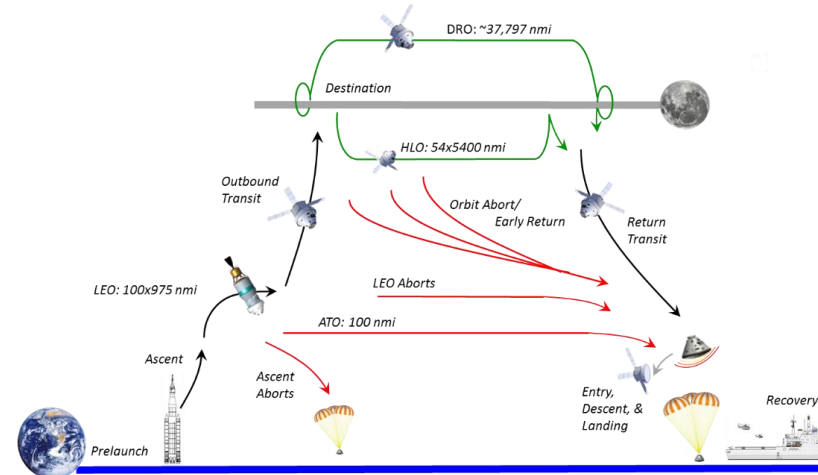 DRO: ~37,797 nmi
Destination
HLO: 54x5400 nmi
Outbound
Transit
Orbit Abort/
Early Return
Return
Transit
LEO: 100x975 nmi
LEO Aborts
ATO: 100 nmi
Ascent
Ascent
Aborts
Entry,
Descent, &
Landing
Recovery
Prelaunch